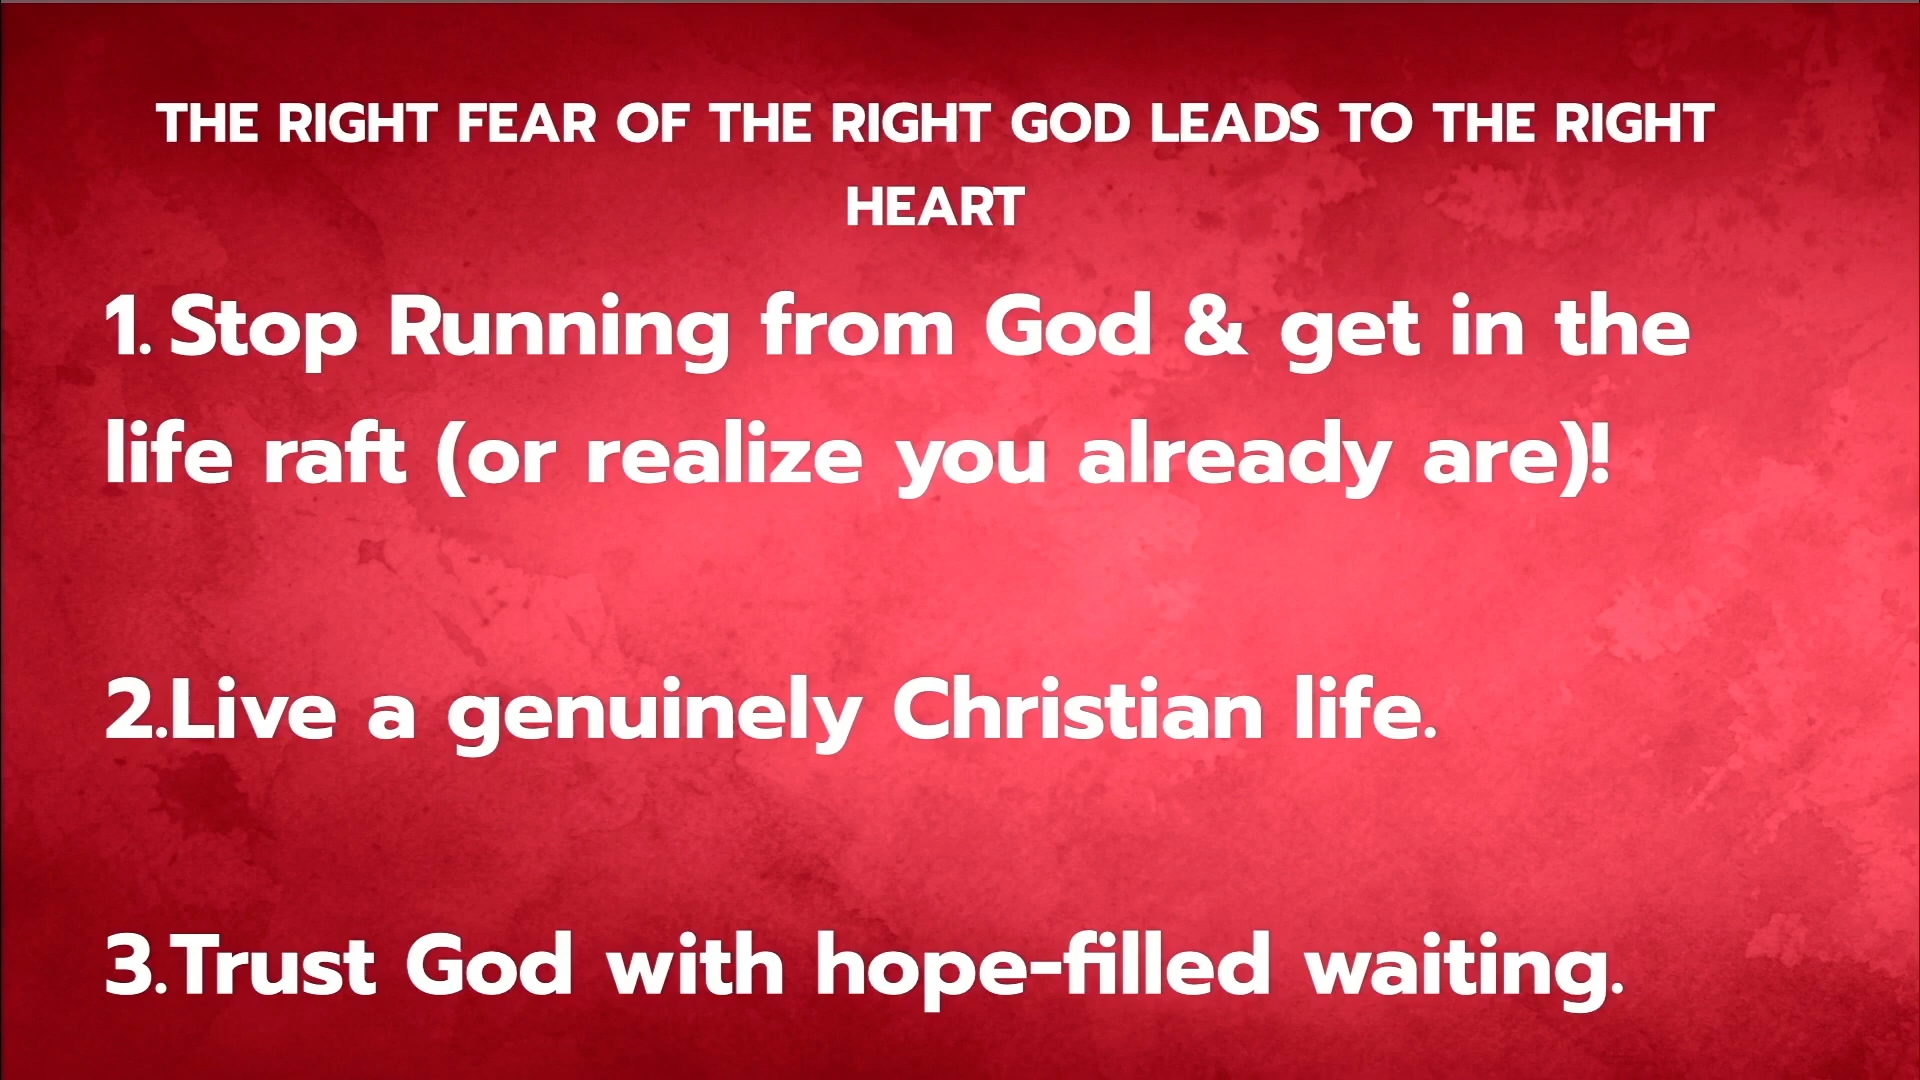 THE RIGHT FEAR OF THE RIGHT GOD LEADS TO THE RIGHT
HEART
1. Stop Running from God & get in the
life raft (or realize you already are)!
2.Live a genuinely Christian life.
3.Trust God with hope-filled waiting.